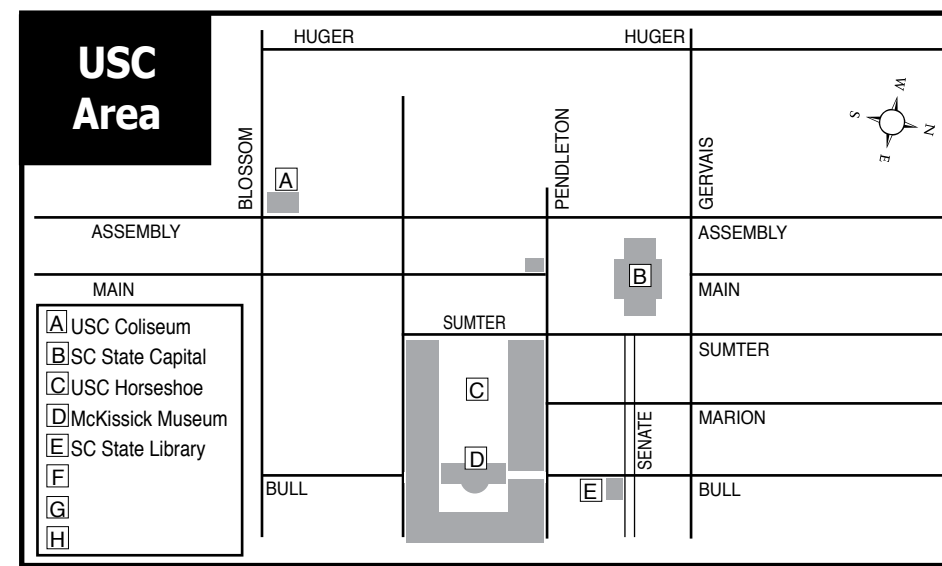 USC
Area
HUGER
HUGER
W
S
N
E
BLOSSOM
PENDLETON
GERVAIS
A
ASSEMBLY
ASSEMBLY
B
MAIN
MAIN
A USC Coliseum
B SC State Capital
C USC Horseshoe
D McKissick Museum
E SC State Library
F
G
H
SUMTER
SUMTER
C
MARION
SENATE
D
BULL
E
BULL